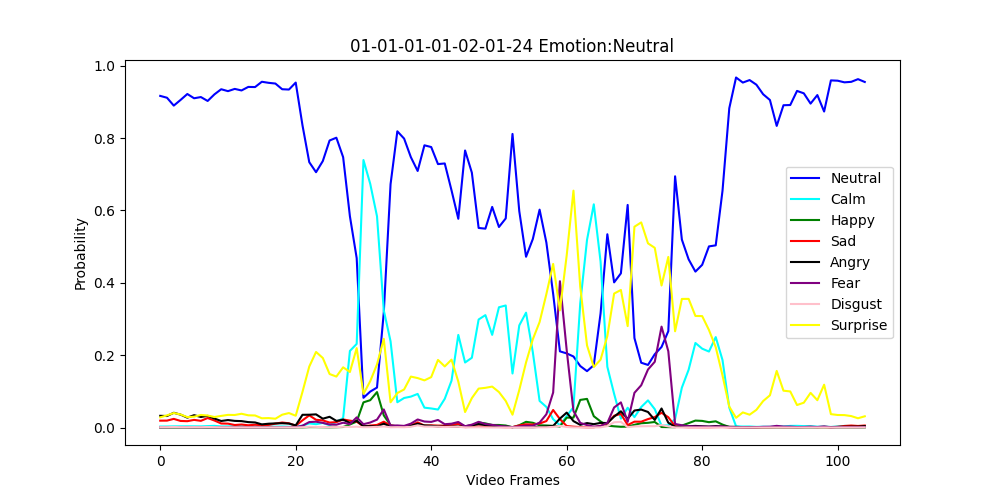 01-01-01-01-02-01-24 Emotion:Neutral
1.0
0.8
0.6
0.4
0.2
0.0
Probability
0
20
40
60
80
100
Video Frames
Neutral
Calm
Happy
Sad
Angry
Fear
Disgust
Surprise